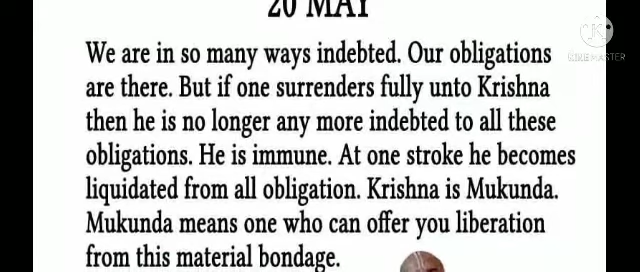 20 MAY
KINEMASTER
We are in so many ways indebted. Our obligations
are there. But if one surrenders fully unto Krishna
then he is no longer any more indebted to all these
obligations. He is immune. At one stroke he becomes
liquidated from all obligation. Krishna is Mukunda.
Mukunda means one who can offer you liberation
from this material bondage.